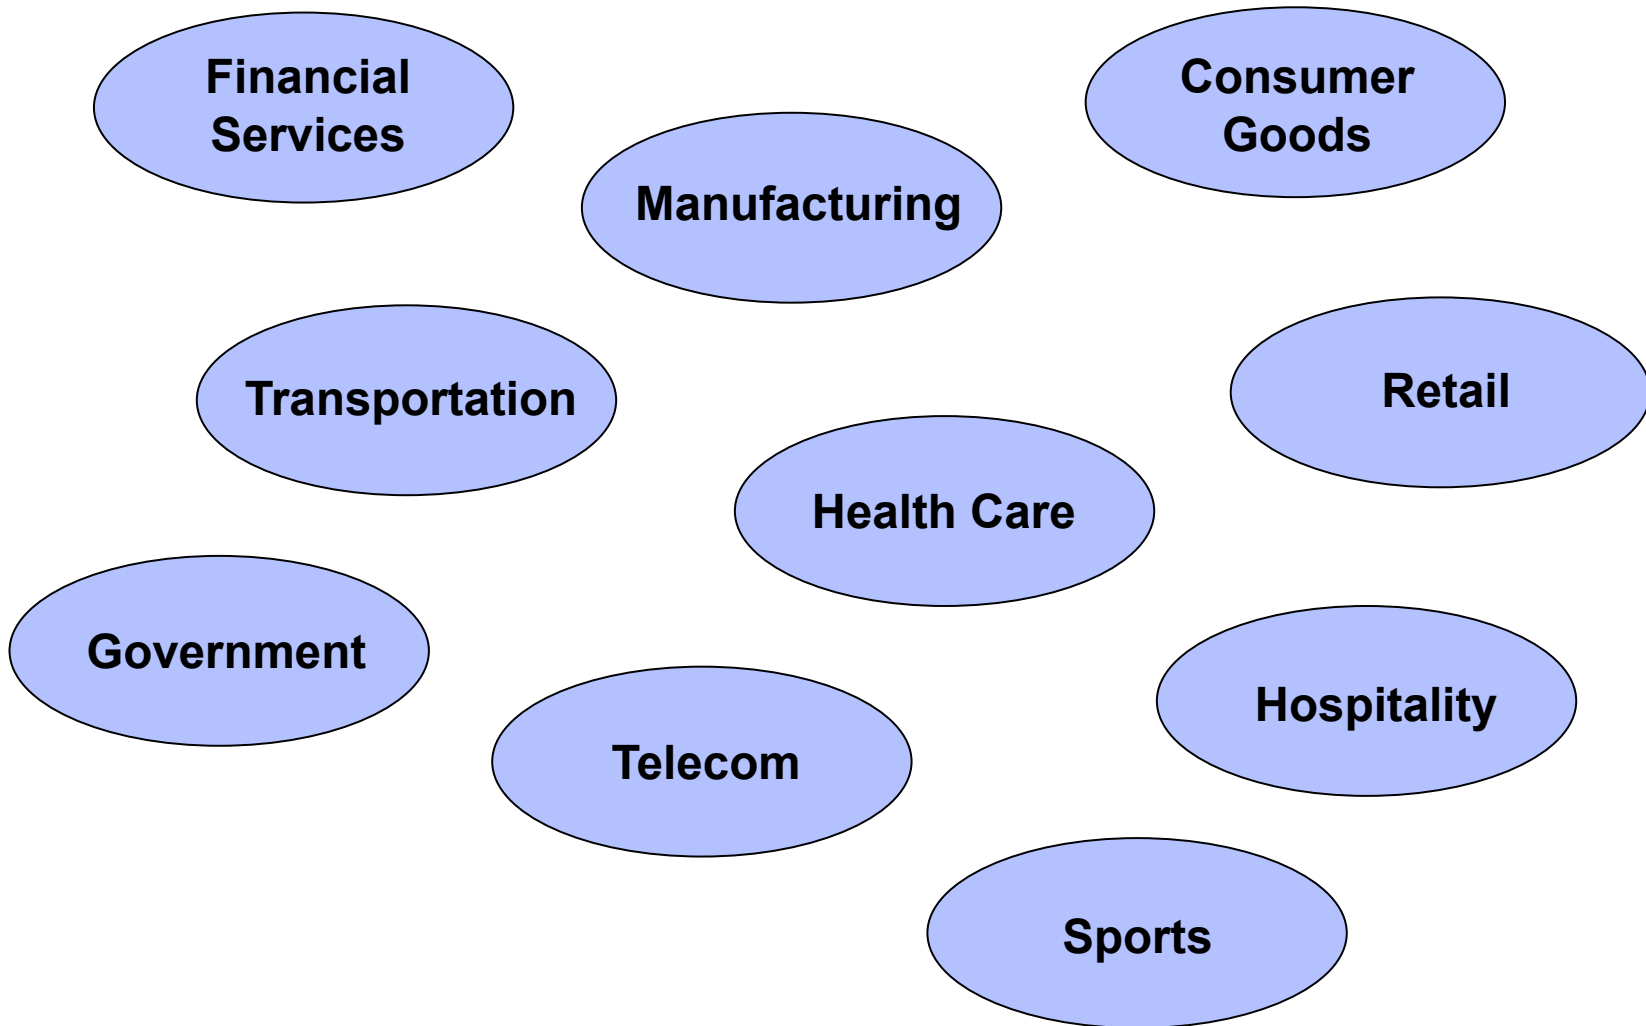 Financial
Services
Consumer
Goods
Manufacturing
Transportation
Retail
Health Care
Government
Hospitality
Telecom
Sports